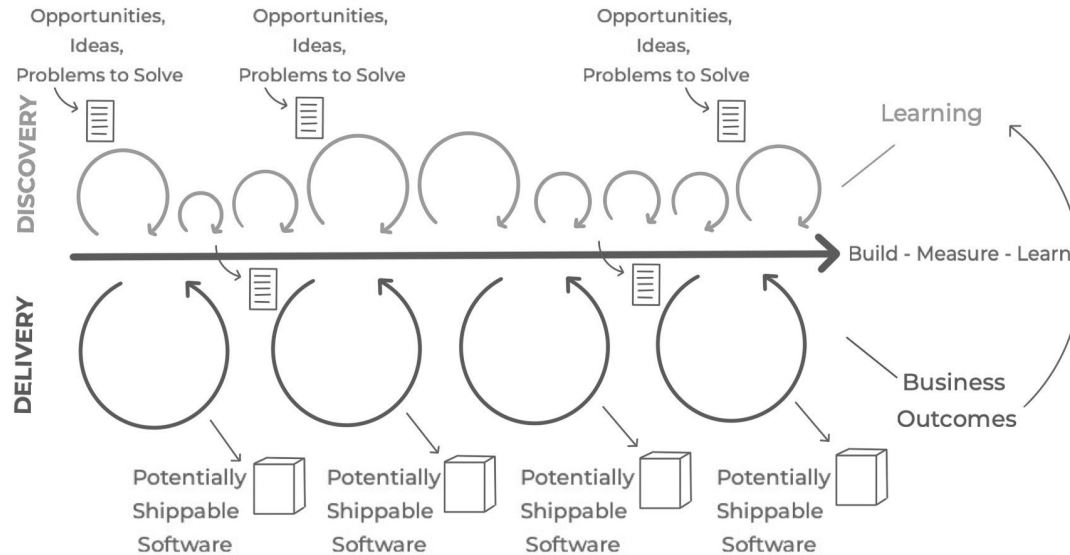 Opportunities,
Ideas,
Problems to Solve
Opportunities,
Ideas,
Problems to Solve
Opportunities,
Ideas,
Problems to Solve
DISCOVERY
Learning
Build - Measure - Learn
DELIVERY
Business
Outcomes
Potentially
Shippable
Software
Potentially
Shippable
Software
Potentially
Shippable
Software
Potentially
Shippable
Software